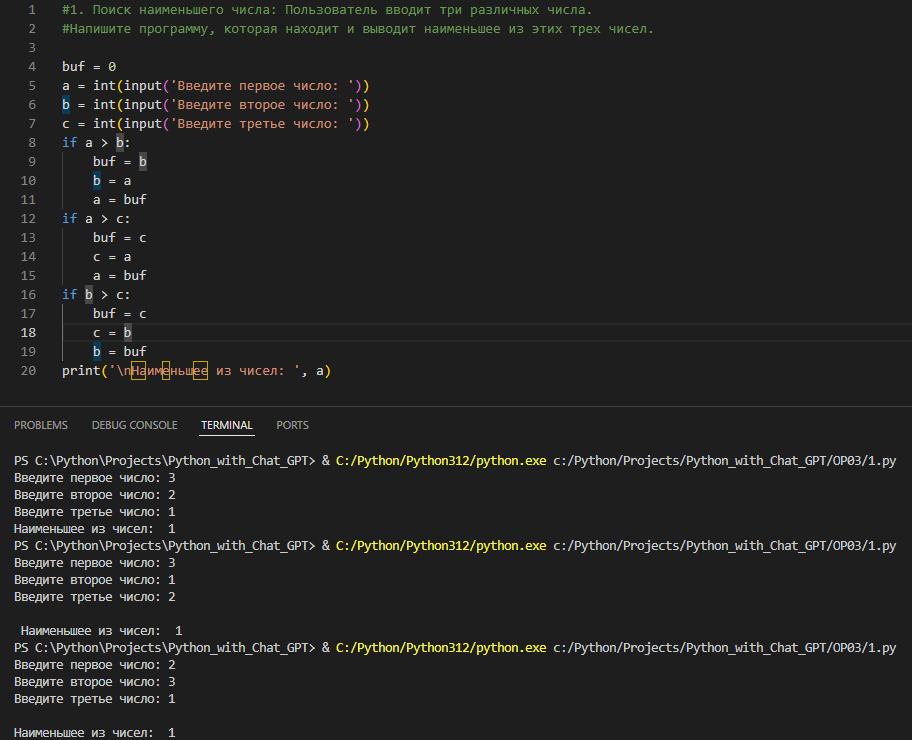 1 #1. Поиск наименьшего числа: Пользователь вводит три различных числа.
2 #Напишите программу, которая находит и выводит наименьшее из этих трех чисел.
3
4 buf = 0
5 a = int(input('Введите первое число: '))
6 b = int(input('Введите второе число: '))
7 c = int(input('Введите третье число: '))
8 if a > b:
9     buf = b
10     b = a
11     a = buf
12 if a > c:
13     buf = c
14     c = a
15     a = buf
16 if b > c:
17     buf = c
18     c = b
19     b = buf
20 print('\nНаименьшее из чисел: ', a)
PROBLEMS DEBUG CONSOLE TERMINAL PORTS
PS C:\Python\Projects\Python_with_Chat_GPT> & C:/Python/Python312/python.exe c:/Python/Projects/Python_with_Chat_GPT/OP03/1.py
Введите первое число: 3
Введите второе число: 2
Введите третье число: 1
Наименьшее из чисел:  1
PS C:\Python\Projects\Python_with_Chat_GPT> & C:/Python/Python312/python.exe c:/Python/Projects/Python_with_Chat_GPT/OP03/1.py
Введите первое число: 3
Введите второе число: 1
Введите третье число: 2
 Наименьшее из чисел:  1
PS C:\Python\Projects\Python_with_Chat_GPT> & C:/Python/Python312/python.exe c:/Python/Projects/Python_with_Chat_GPT/OP03/1.py
Введите первое число: 2
Введите второе число: 3
Введите третье число: 1
Наименьшее из чисел:  1